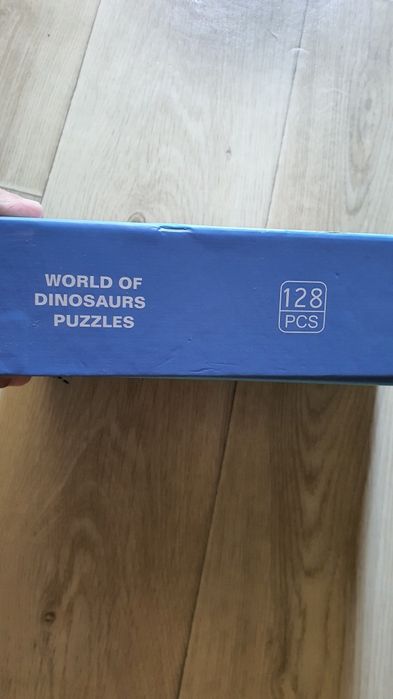 WORLD OF
DINOSAURS
PUZZLES
128
PCS